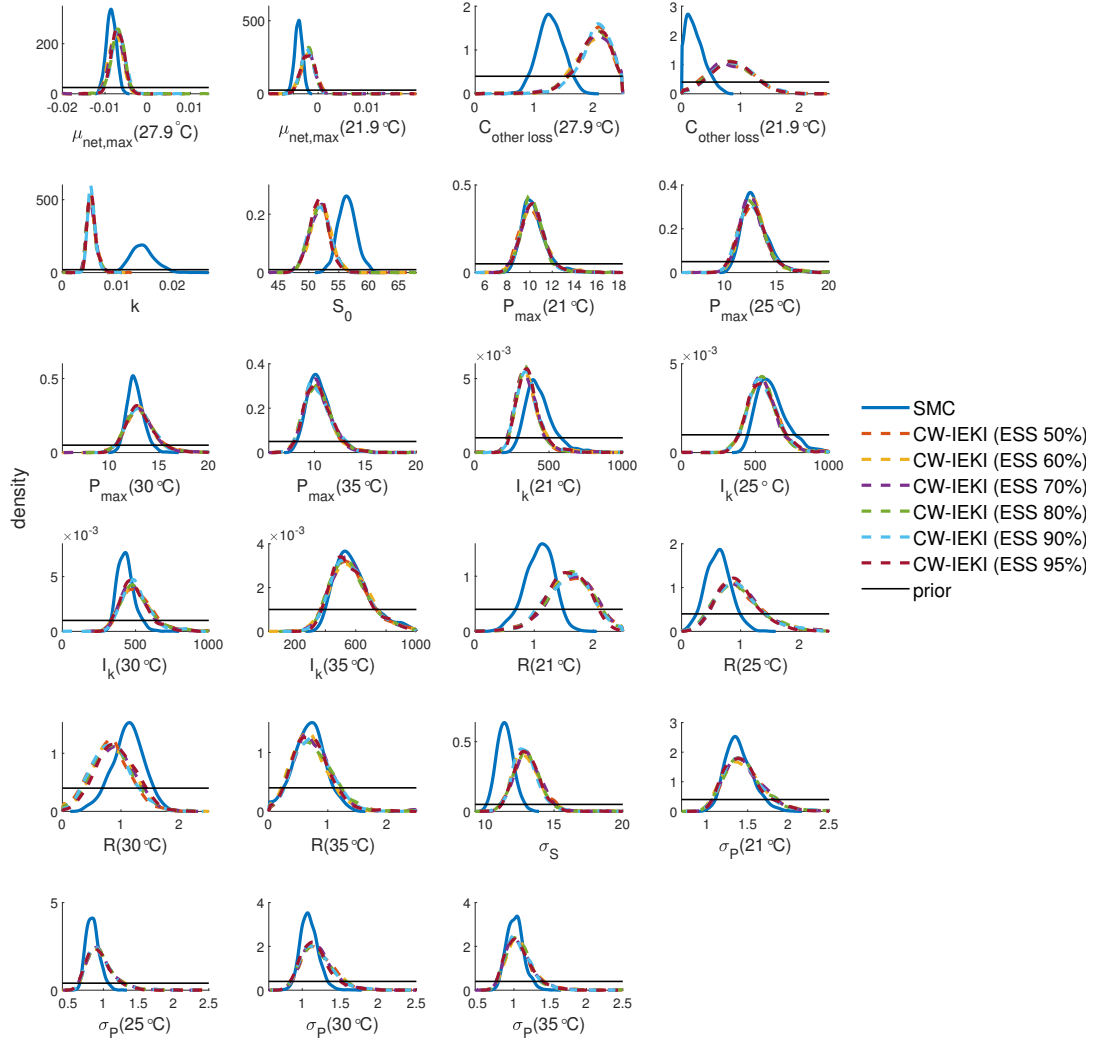 200
0
-0.02 -0.01 0 0.01
μnet,max(27.9°C)
500
0
0 0.01
μnet,max(21.9°C)
2
1
0
0 1 2
Cother loss(27.9°C)
3
2
1
0
0 1 2
Cother loss(21.9°C)
500
0
0 0.01 0.02
k
0.2
0
45 50 55 60 65
S0
0.5
0
6 8 10 12 14 16 18
Pmax(21°C)
0.4
0.2
0
10 15 20
Pmax(25°C)
0.5
0
5 10 15 20
Pmax(30°C)
0.4
0.2
0
5 10 15 20
Pmax(35°C)
×10-3
5
0
0 500 1000
Ik(21°C)
×10-3
5
0
500 1000
Ik(25°C)
density
SMC
CW-IEKI (ESS 50%)
CW-IEKI (ESS 60%)
CW-IEKI (ESS 70%)
CW-IEKI (ESS 80%)
CW-IEKI (ESS 90%)
CW-IEKI (ESS 95%)
prior
×10-3
5
0
0 500 1000
Ik(30°C)
×10-3
4
2
0
200 600 1000
Ik(35°C)
1
0
0 1 2
R(21°C)
2
1
0
0 1 2
R(25°C)
1
0
0 1 2
R(30°C)
1
0
0 1 2
R(35°C)
0.5
0
10 15 20
σS
3
2
1
0
1 1.5 2 2.5
σP(21°C)
5
0
0.5 1 1.5 2 2.5
σP(25°C)
4
2
0
0.5 1 1.5 2 2.5
σP(30°C)
4
2
0
0.5 1 1.5 2 2.5
σP(35°C)